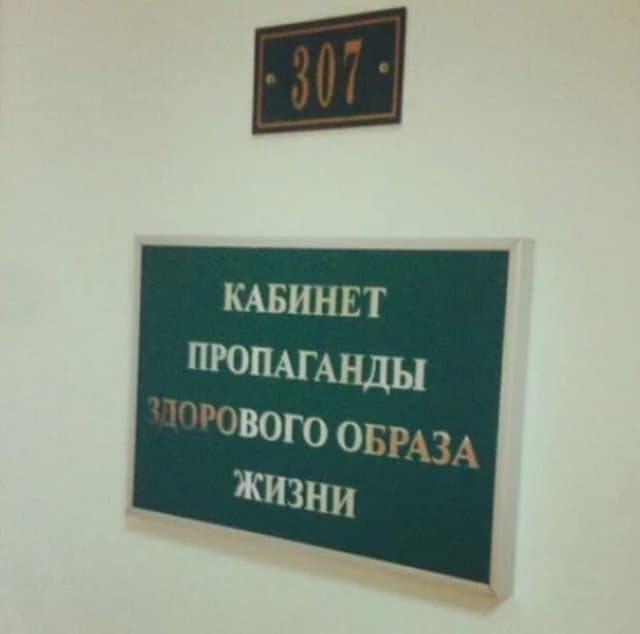 307
КАБИНЕТ
ПРОПАГАНДЫ
ЗДОРОВОГО ОБРАЗА
ЖИЗНИ